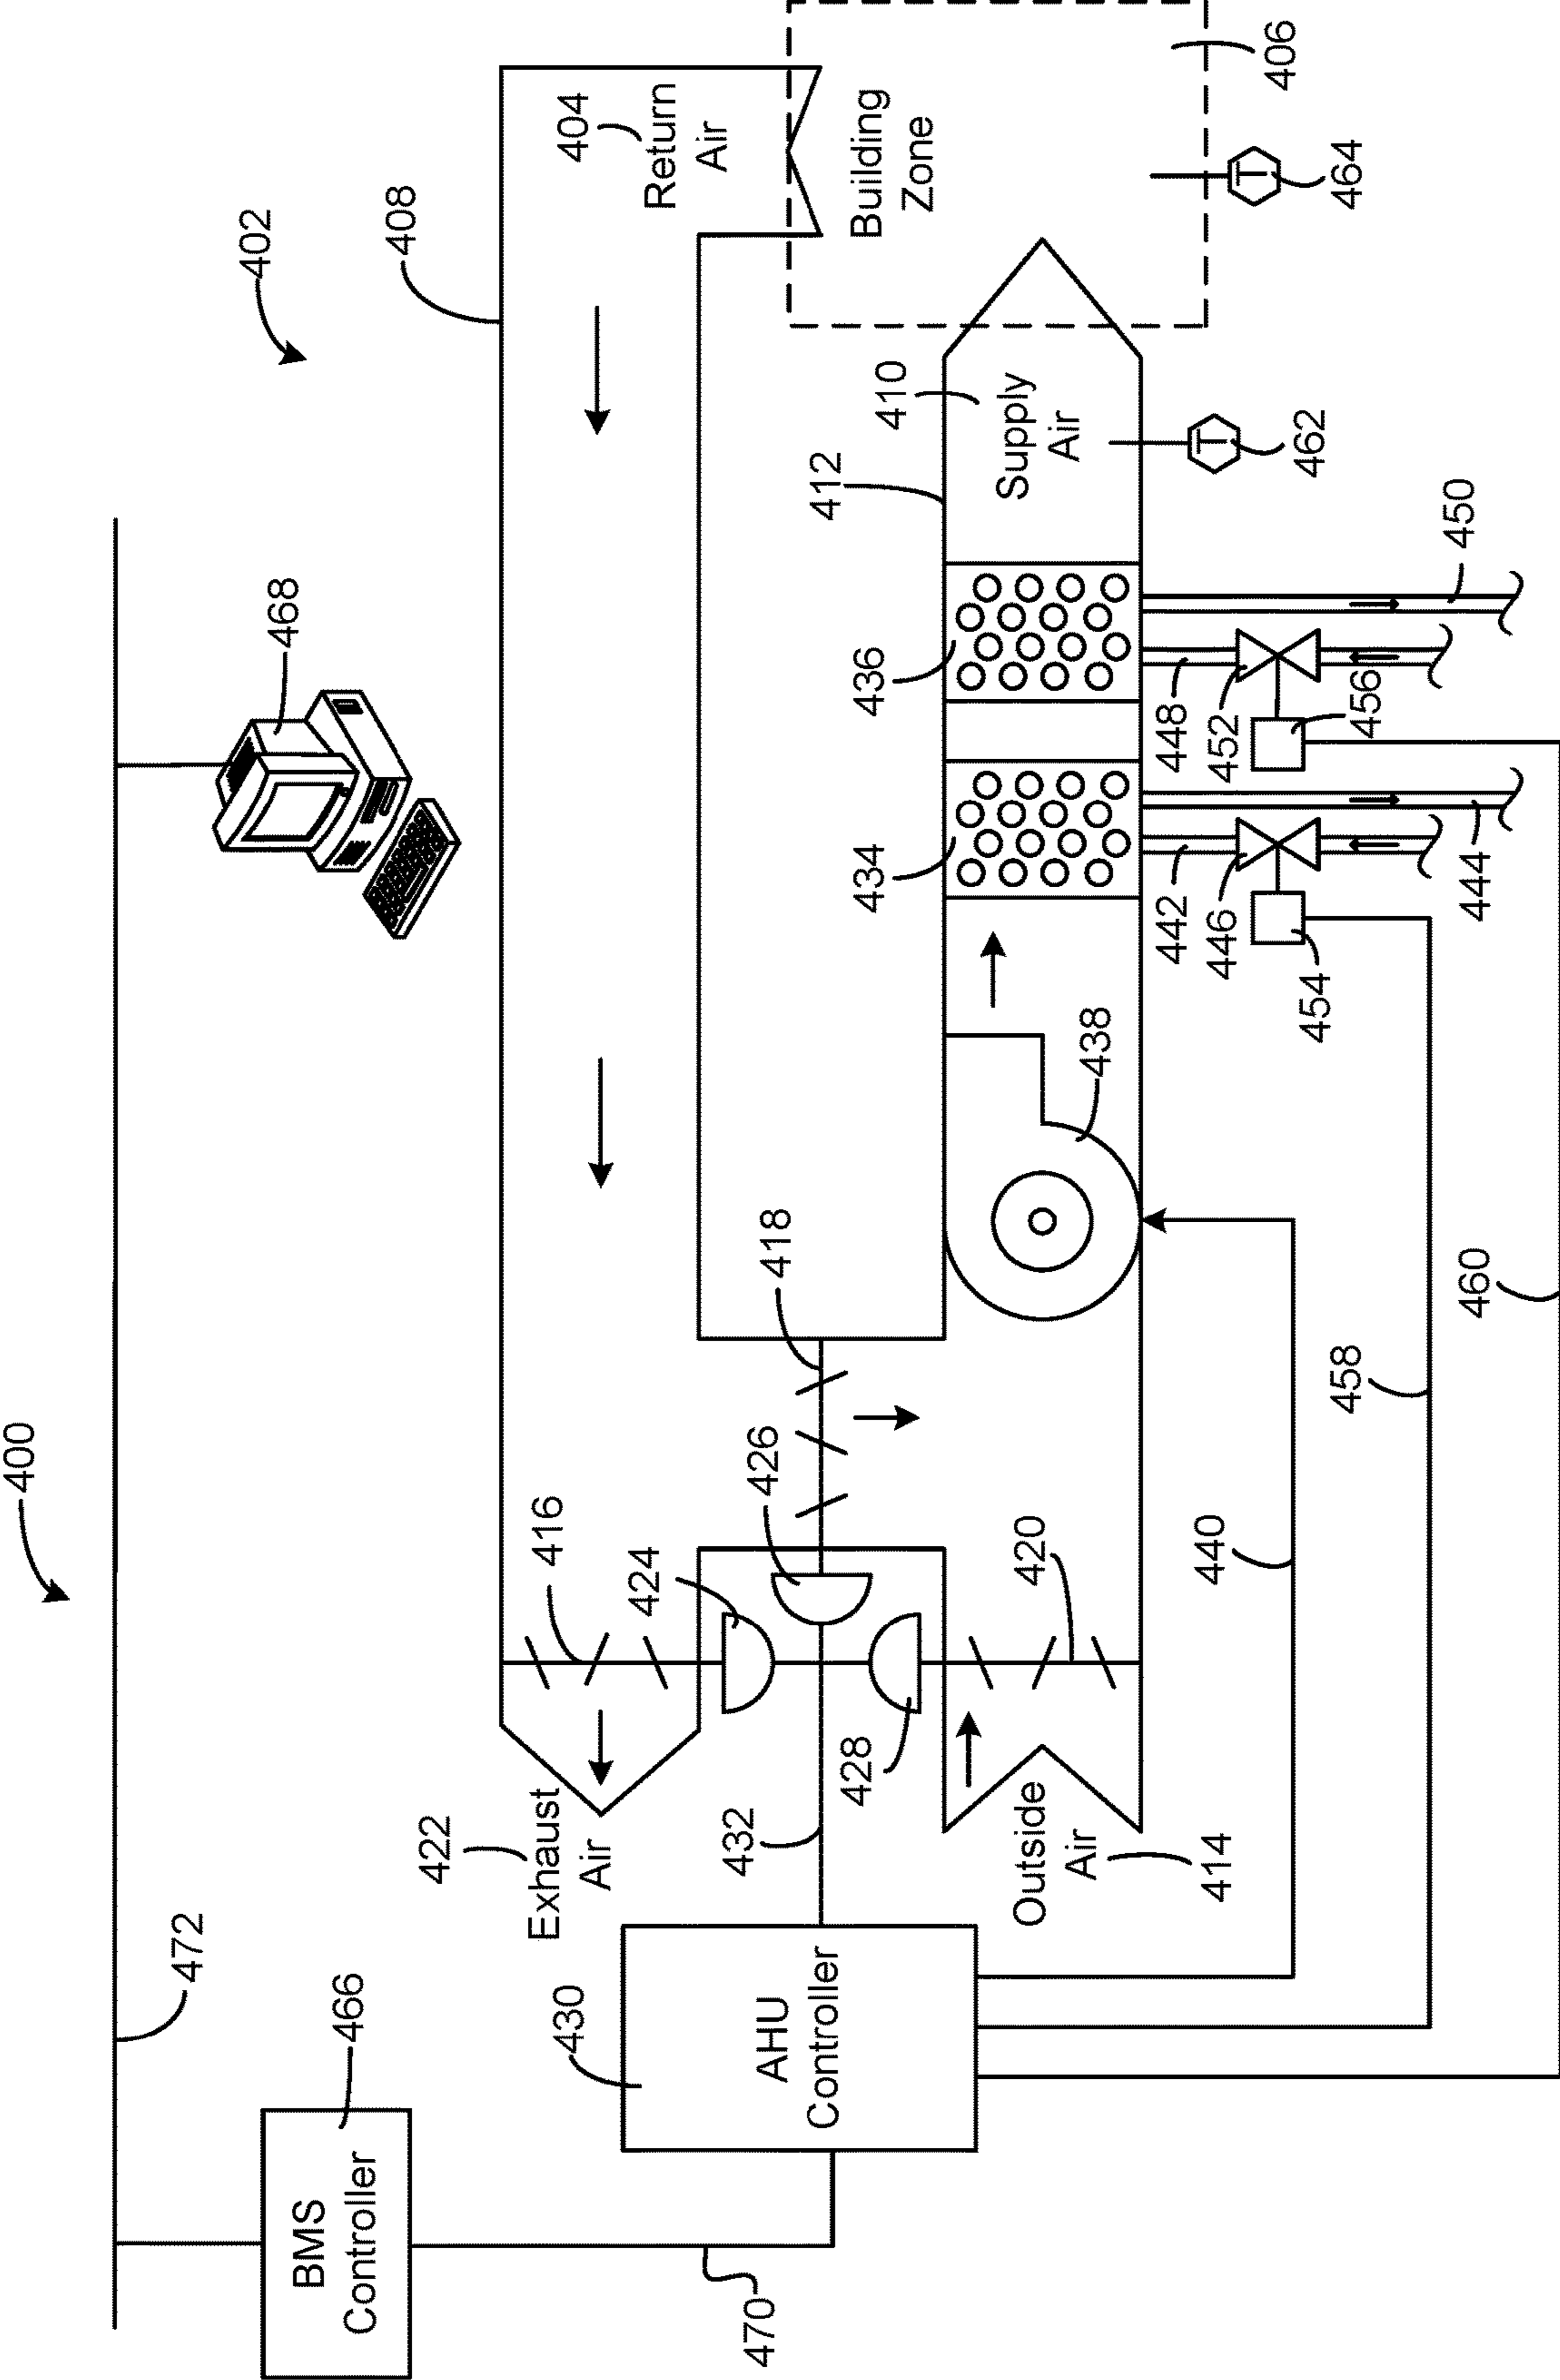 400
472
402
408
468
BMS
Controller
466
470
430
AHU
Controller
422
Exhaust
Air
416
424
426
418
432
428
404
Return
Air
Building
Zone
406
Outside
Air
414
420
438
434
436
412
410
Supply
Air
462
464
440
458
460
442
446
454
444
448
452
456
450